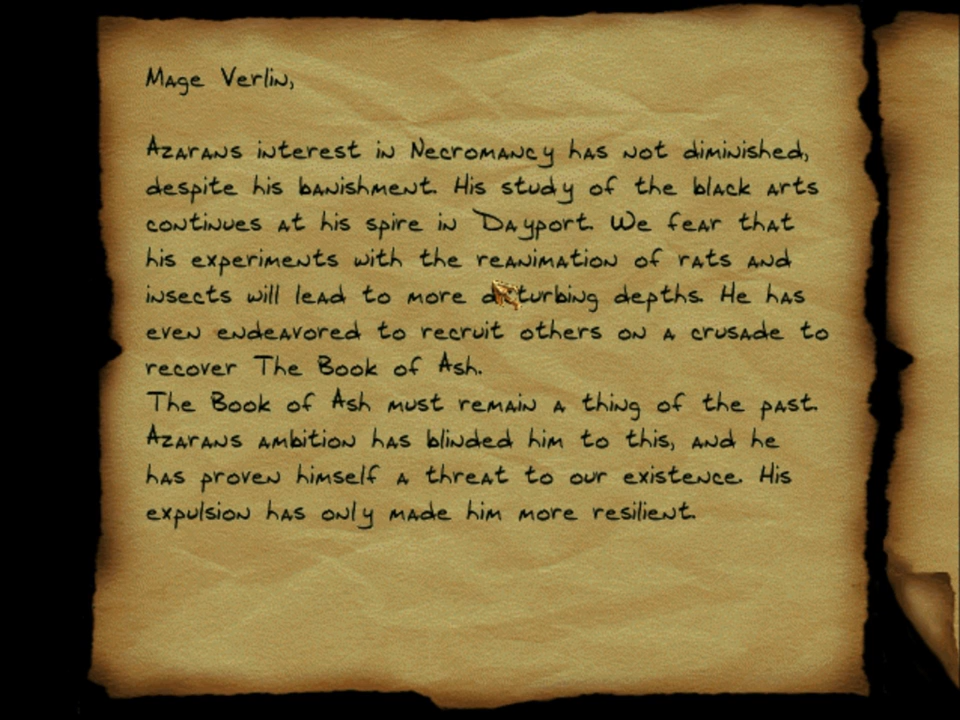 Mage Verlin,
Azarans interest in Necromancy has not diminished,
despite his banishment. His study of the black arts
continues at his spire in Dayport. We fear that
his experiments with the reanimation of rats and
insects will lead to more depths. He has
even endeavored to recruit others on a crusade to
recover The Book of Ash.
The Book of Ash must remain a thing of the past.
Azarans ambition has blinded him to this, and he
has proven himself a threat to our existence. His
expulsion has only made him more resilient.